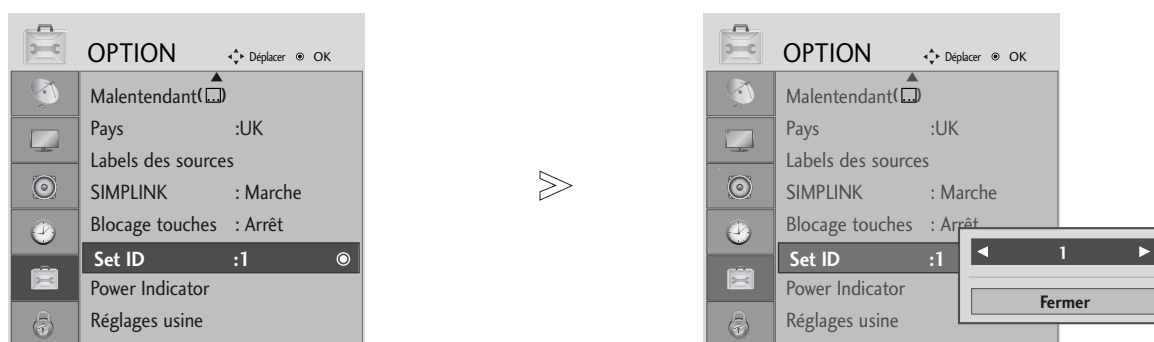 OPTION Déplacer OK
Malentendant( )
Pays :UK
Labels des sources
SIMPLINK : Marche
Blocage touches : Arrêt
Set ID :1
Power Indicator
Réglages usine
OPTION Déplacer OK
Malentendant( )
Pays :UK
Labels des sources
SIMPLINK : Marche
Blocage touches : Arrêt
Set ID :1
Power Indicator
Réglages usine
◄ 1 ►
Fermer